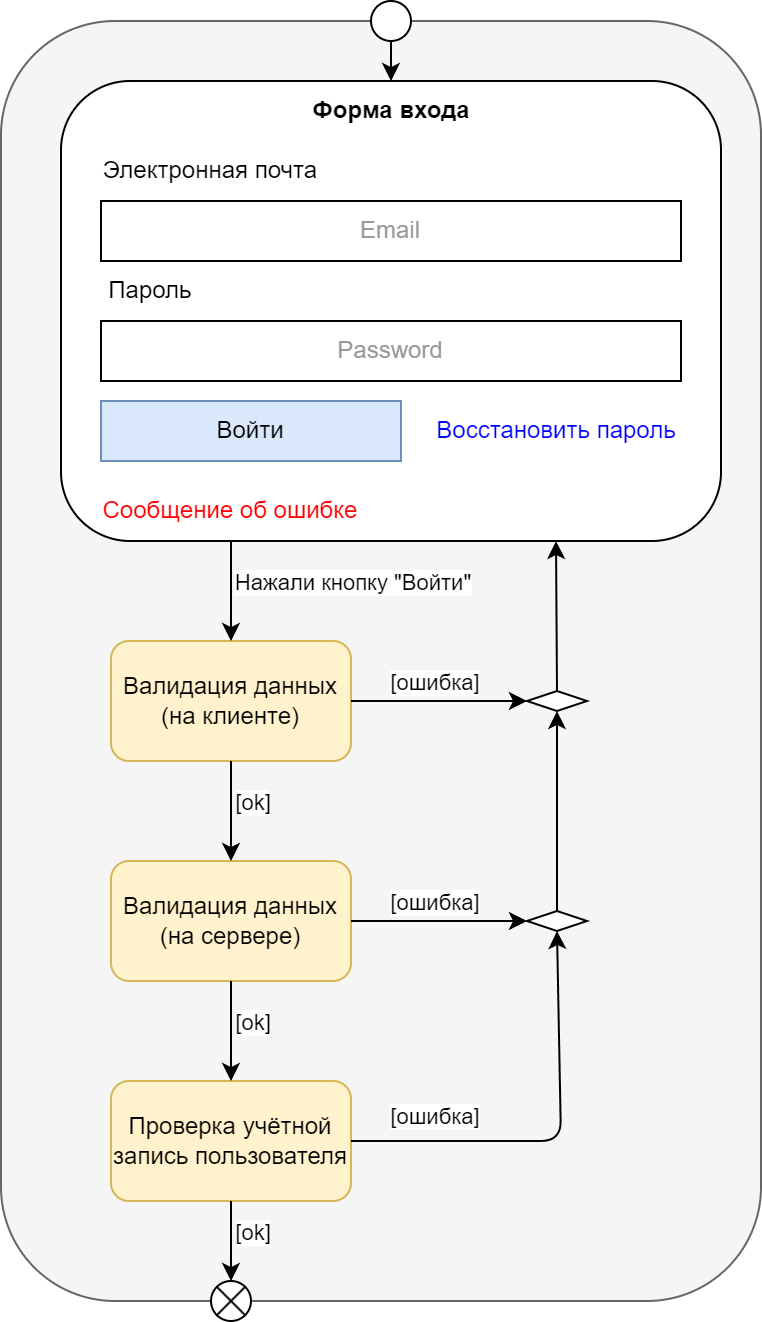 Форма входа
Электронная почта
Email
Пароль
Password
Войти
Восстановить пароль
Сообщение об ошибке
Нажали кнопку "Войти"
Валидация данных
(на клиенте)
[ошибка]
[ok]
Валидация данных
(на сервере)
[ошибка]
[ok]
Проверка учётной
запись пользователя
[ошибка]
[ok]